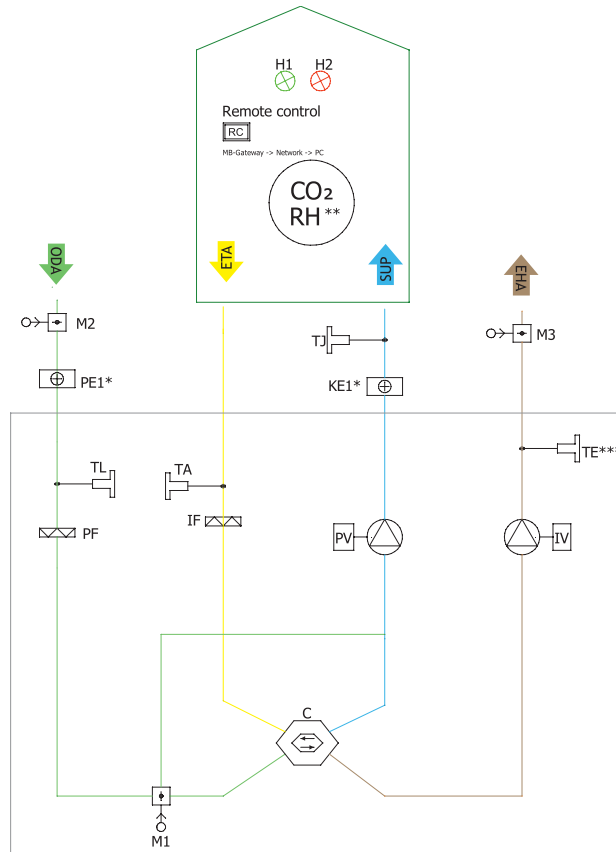 H1 H2
Remote control
RC
MB-Gateway -> Network -> PC
CO₂
RH**
ODA
ETA
SUP
EHA
M2
TJ
M3
PE1*
KE1*
TL
TA
TE***
IF
PF
PV
IV
C
M1